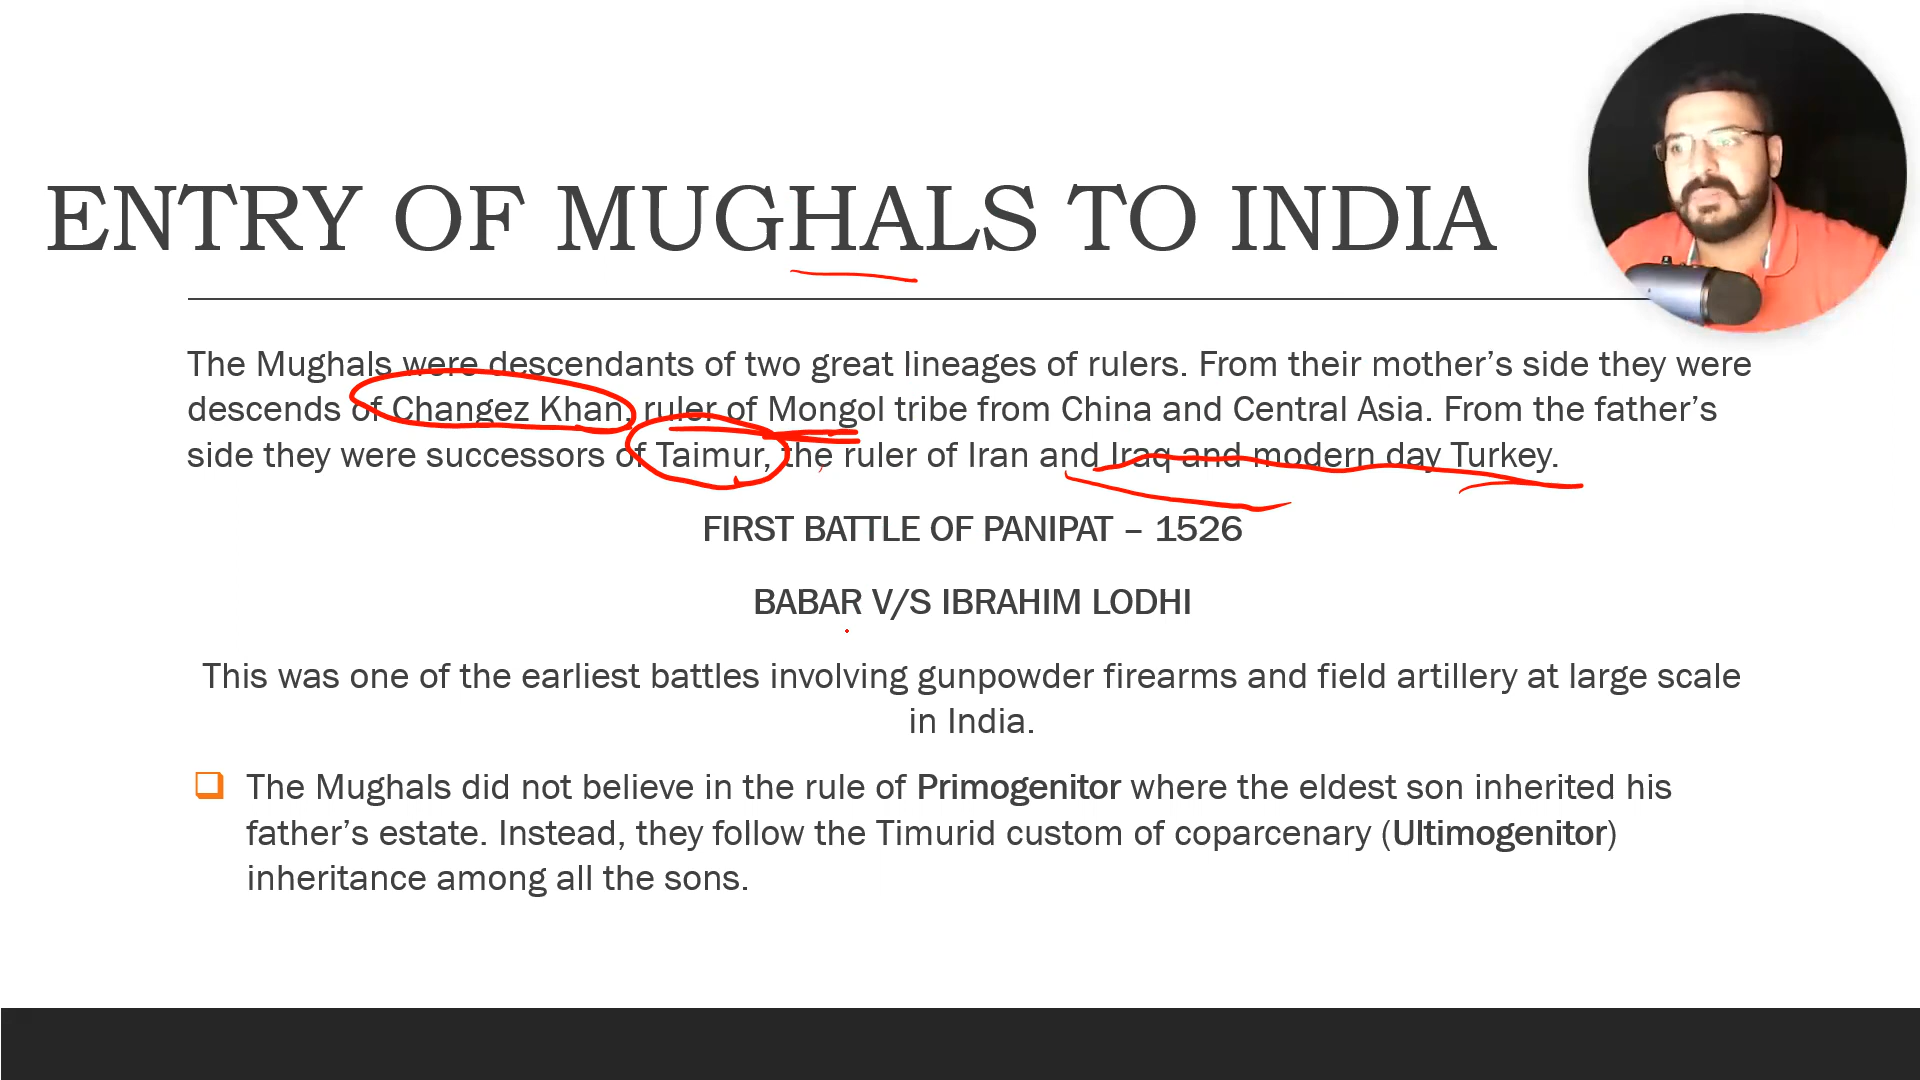 ENTRY OF MUGHALS TO INDIA
The Mughals were descendants of two great lineages of rulers. From their mother’s side they were
descends of Changez Khan, ruler of Mongol tribe from China and Central Asia. From the father’s
side they were successors of Taimur, the ruler of Iran and Iraq and modern day Turkey.
FIRST BATTLE OF PANIPAT – 1526
BABAR V/S IBRAHIM LODHI
This was one of the earliest battles involving gunpowder firearms and field artillery at large scale
in India.
The Mughals did not believe in the rule of Primogenitor where the eldest son inherited his
father’s estate. Instead, they follow the Timurid custom of coparcenary (Ultimogenitor)
inheritance among all the sons.